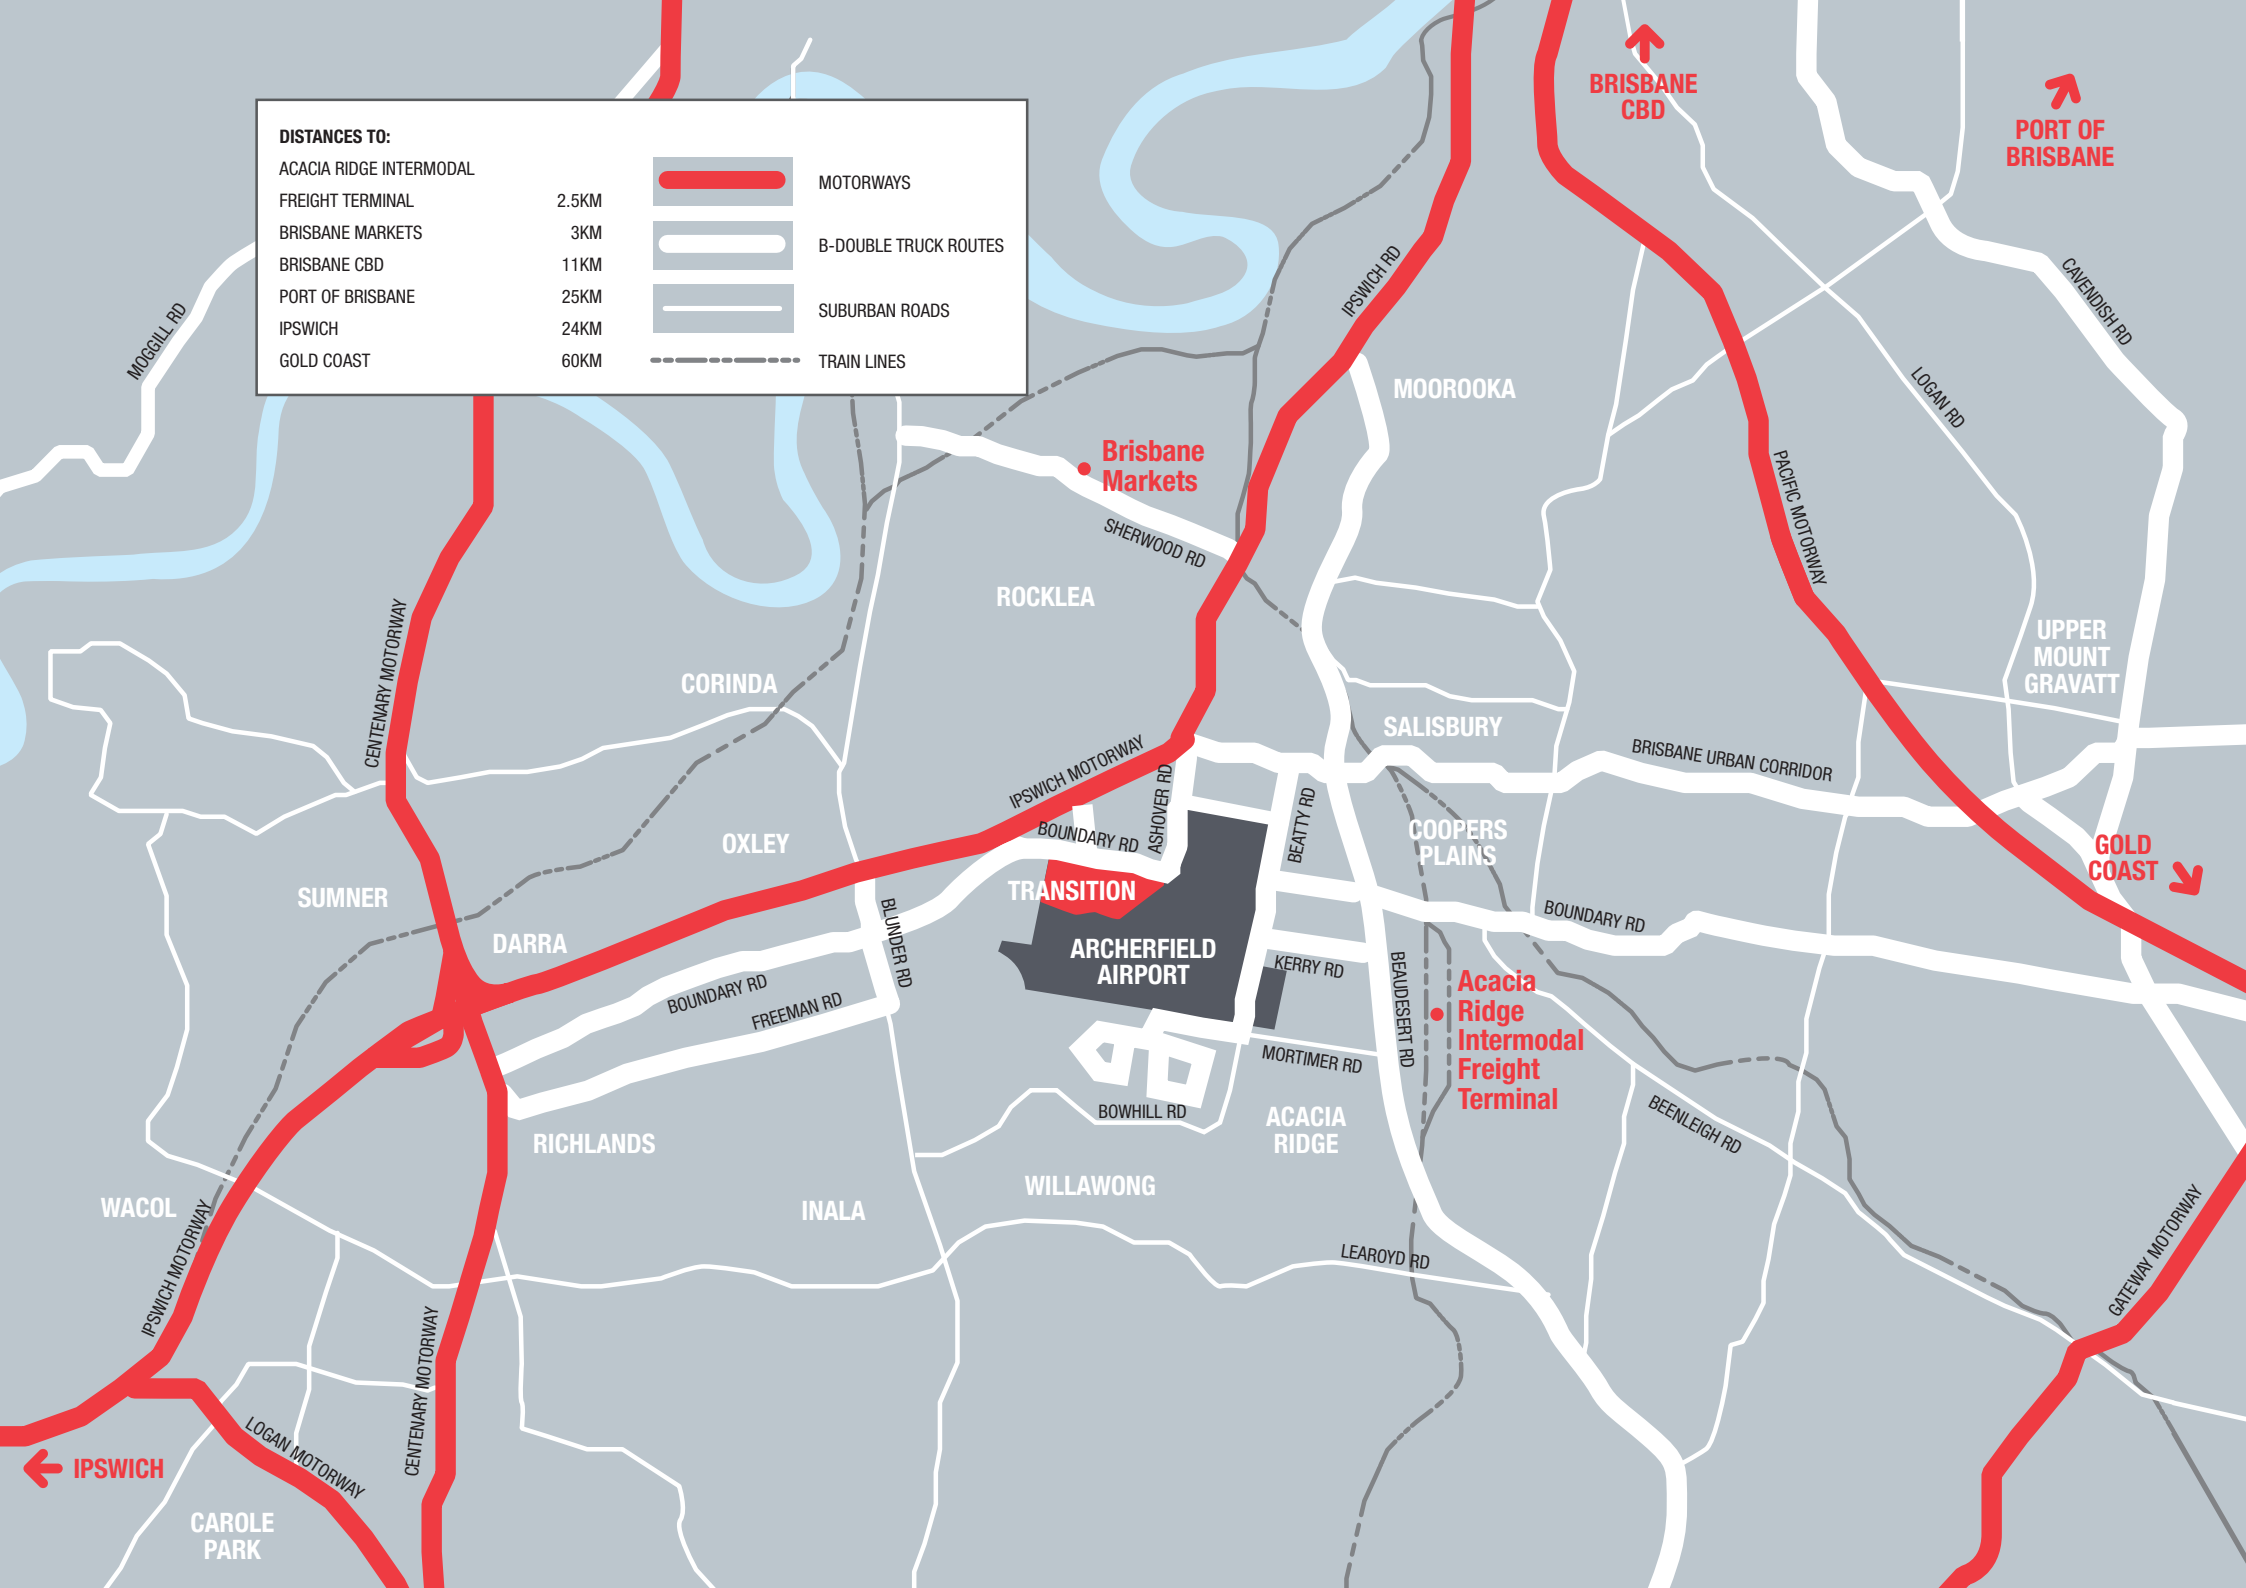 DISTANCES TO:
ACACIA RIDGE INTERMODAL
FREIGHT TERMINAL 2.5KM
BRISBANE MARKETS 3KM
BRISBANE CBD 11KM
PORT OF BRISBANE 25KM
IPSWICH 24KM
GOLD COAST 60KM
MOTORWAYS
B-DOUBLE TRUCK ROUTES
SUBURBAN ROADS
TRAIN LINES
BRISBANE
CBD
PORT OF
BRISBANE
MOGGILL RD
IPSWICH RD
CAVENDISH RD
MOOROOKA
LOGAN RD
Brisbane
Markets
SHERWOOD RD
PACIFIC MOTORWAY
ROCKLEA
CENTENARY MOTORWAY
CORINDA
UPPER
MOUNT
GRAVATT
SALISBURY
BRISBANE URBAN CORRIDOR
IPSWICH MOTORWAY
ASHOVER RD
BEATTY RD
BOUNDARY RD
COOPERS
PLAINS
OXLEY
GOLD
COAST
SUMNER
TRANSITION
BLUNDER RD
BOUNDARY RD
DARRA
ARCHERFIELD
AIRPORT
KERRY RD
BEAUDESERT RD
BOUNDARY RD
FREEMAN RD
Acacia
Ridge
Intermodal
Freight
Terminal
MORTIMER RD
BOWHILL RD
ACACIA
RIDGE
BEENLEIGH RD
RICHLANDS
WILLAWONG
WACOL
INALA
IPSWICH MOTORWAY
LEAROYD RD
GATEWAY MOTORWAY
CENTENARY MOTORWAY
LOGAN MOTORWAY
IPSWICH
CAROLE
PARK